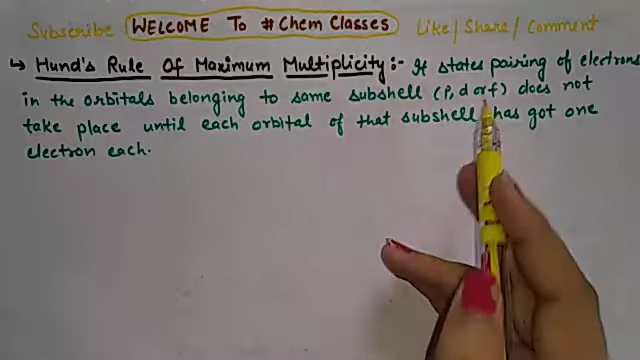 Subscribe WELCOME To #Chem Classes Like/Share/Comment
↳ Hund's Rule Of Maximum Multiplicity:- It states pairing of electrons
in the orbitals belonging to same subshell (P, d or f) does not
take place until each orbital of that subshell has got one
electron each.